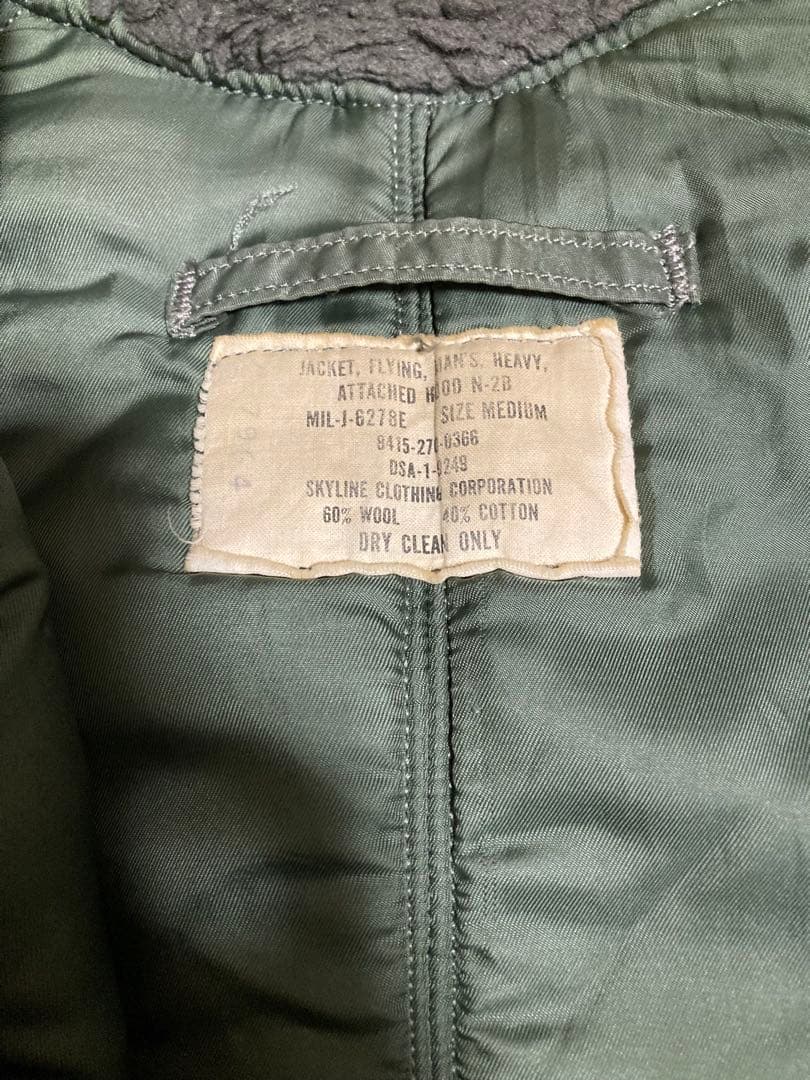 JACKET, FLYING, MAN'S, HEAVY,
ATTACHED HOOD N-2B
MIL-J-6278E SIZE MEDIUM
DSA-1-
SKYLINE CLOTHING CORPORATION
60% WOOL 40% COTTON
DRY CLEAN ONLY